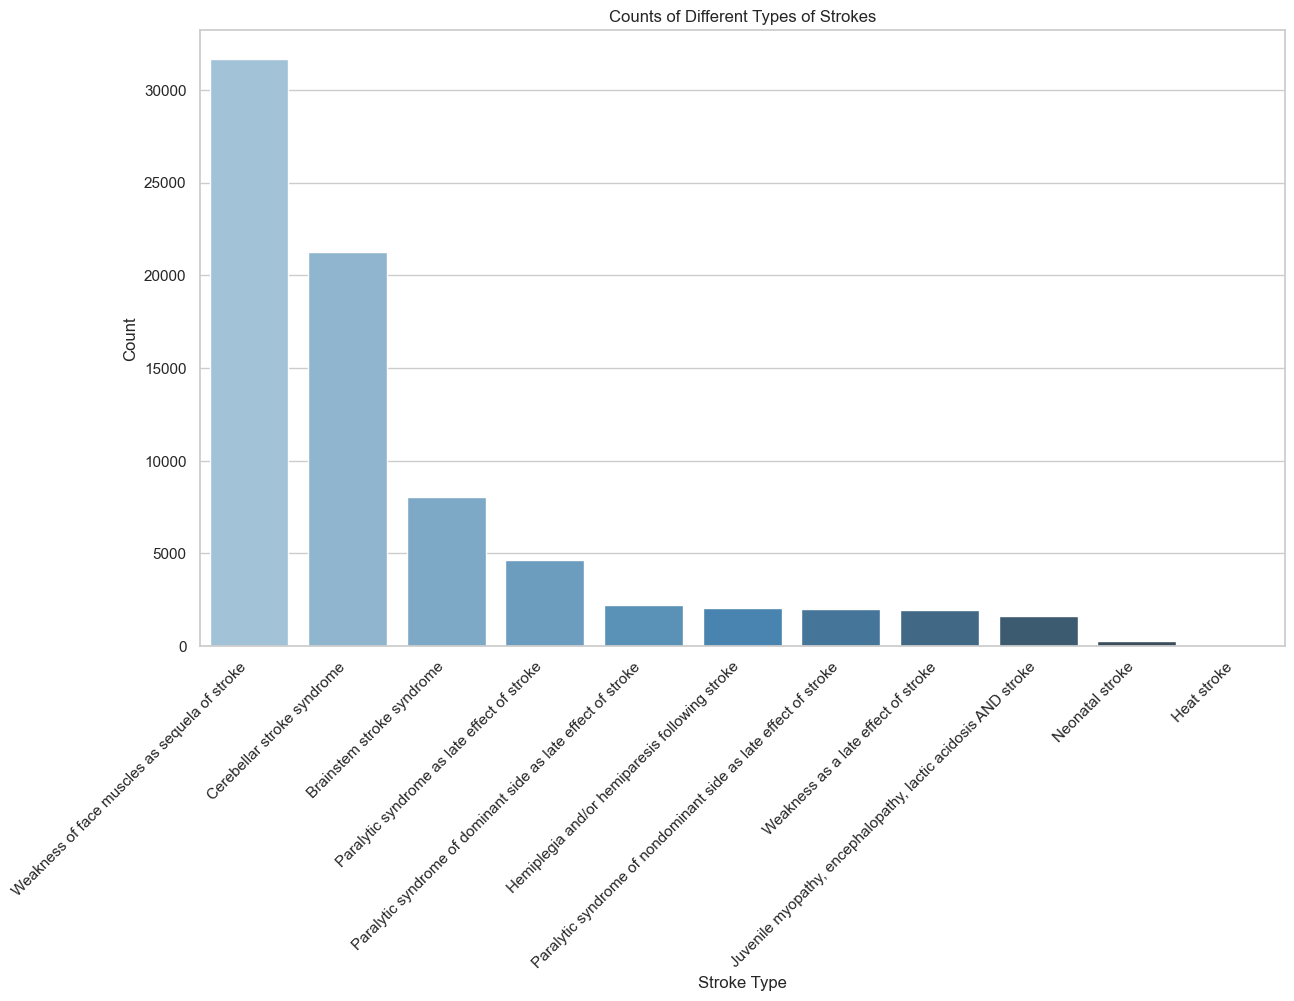 Counts of Different Types of Strokes
30000
25000
20000
15000
10000
5000
0
Count
Weakness of face muscles as sequela of stroke
Cerebellar stroke syndrome
Brainstem stroke syndrome
Paralytic syndrome as late effect of stroke
Paralytic syndrome of dominant side as late effect of stroke
Hemiplegia and/or hemiparesis following stroke
Paralytic syndrome of nondominant side as late effect of stroke
Weakness as a late effect of stroke
Juvenile myopathy, encephalopathy, lactic acidosis AND stroke
Neonatal stroke
Heat stroke
Stroke Type